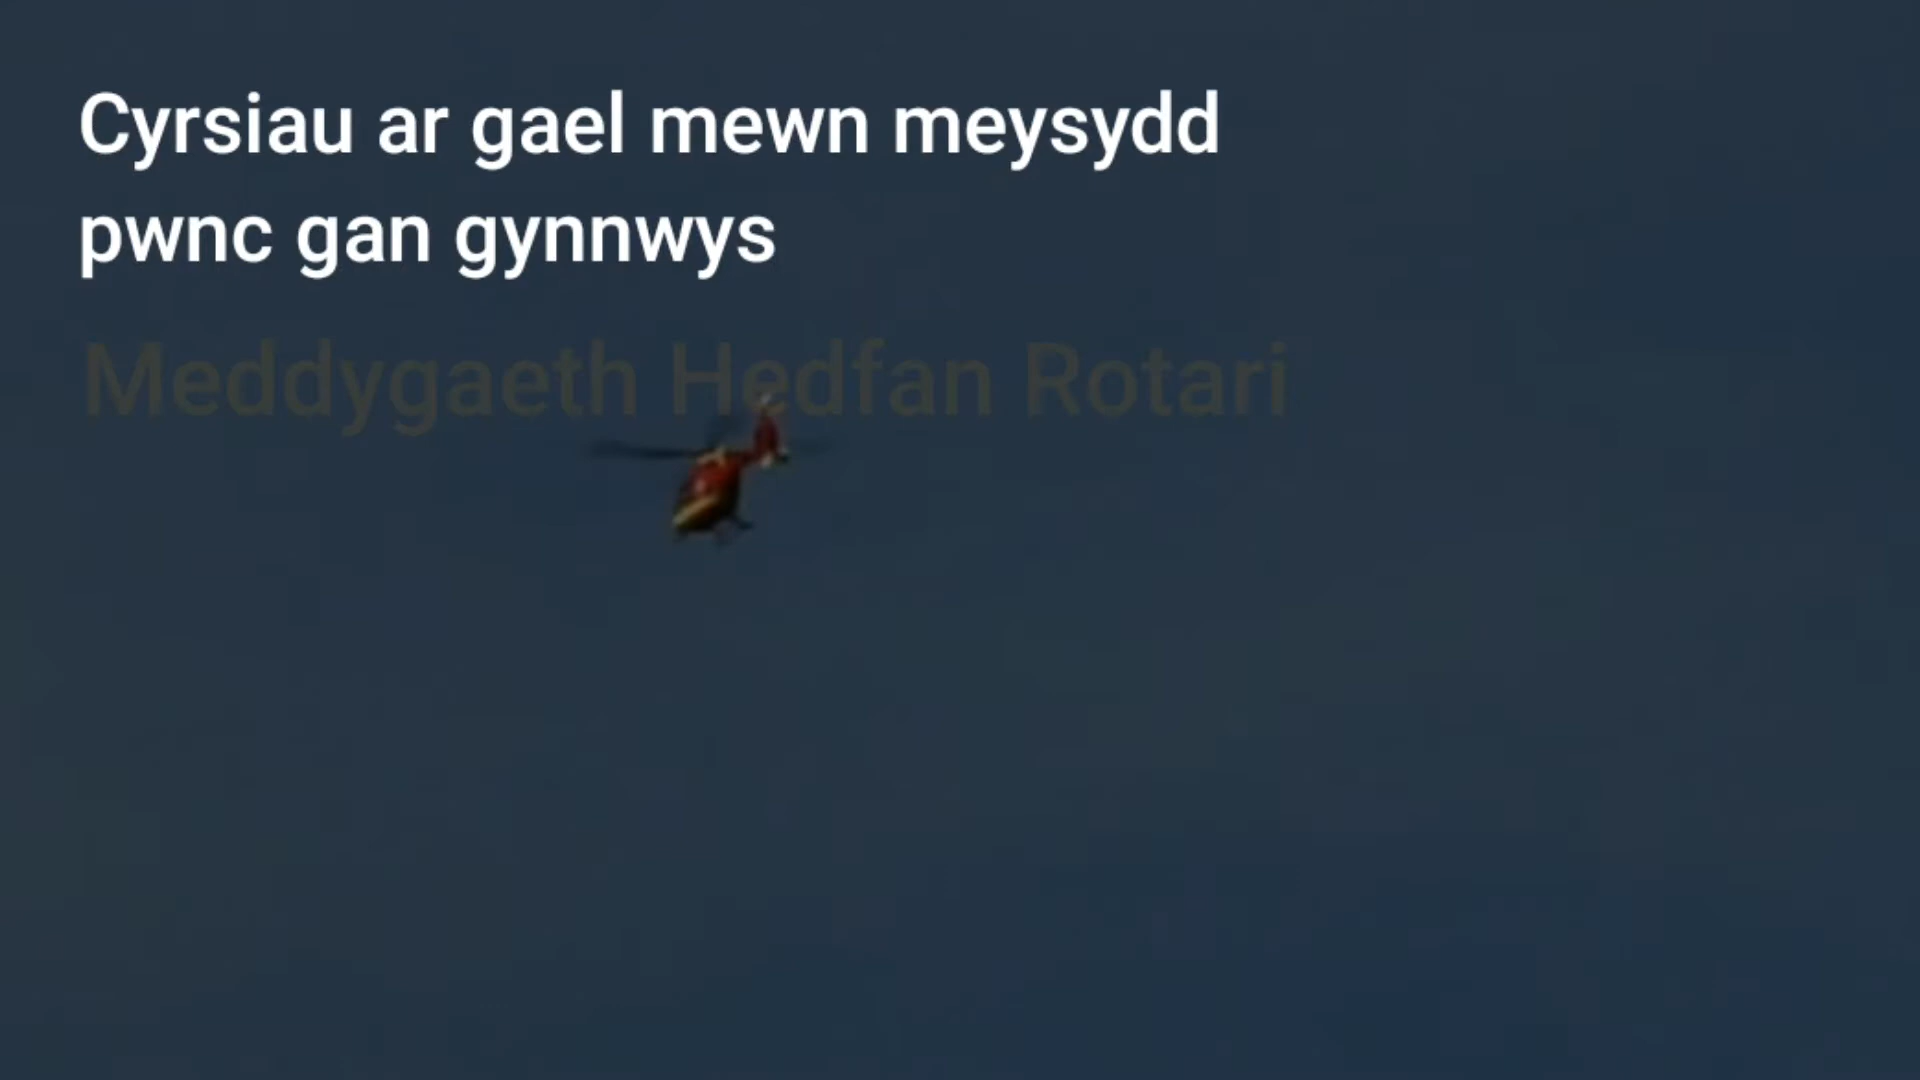 Cyrsiau ar gael mewn meysydd
pwnc gan gynnwys
Meddygaeth Hedfan Rotari